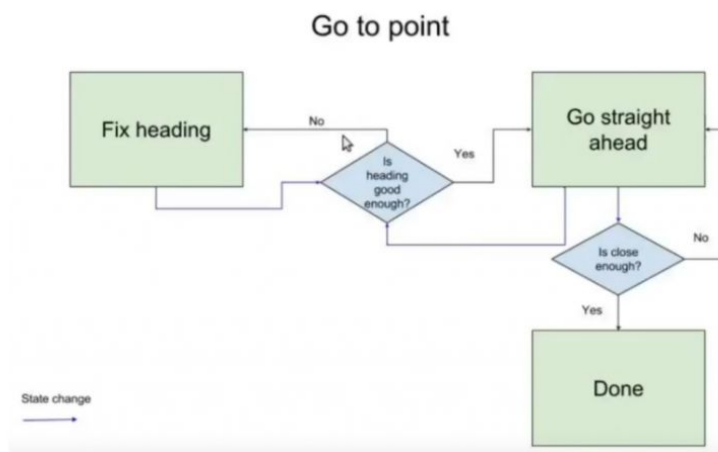 Go to point
Fix heading
No
Is
heading
good
enough?
Yes
Go straight
ahead
Is close
enough?
No
Yes
Done
State change